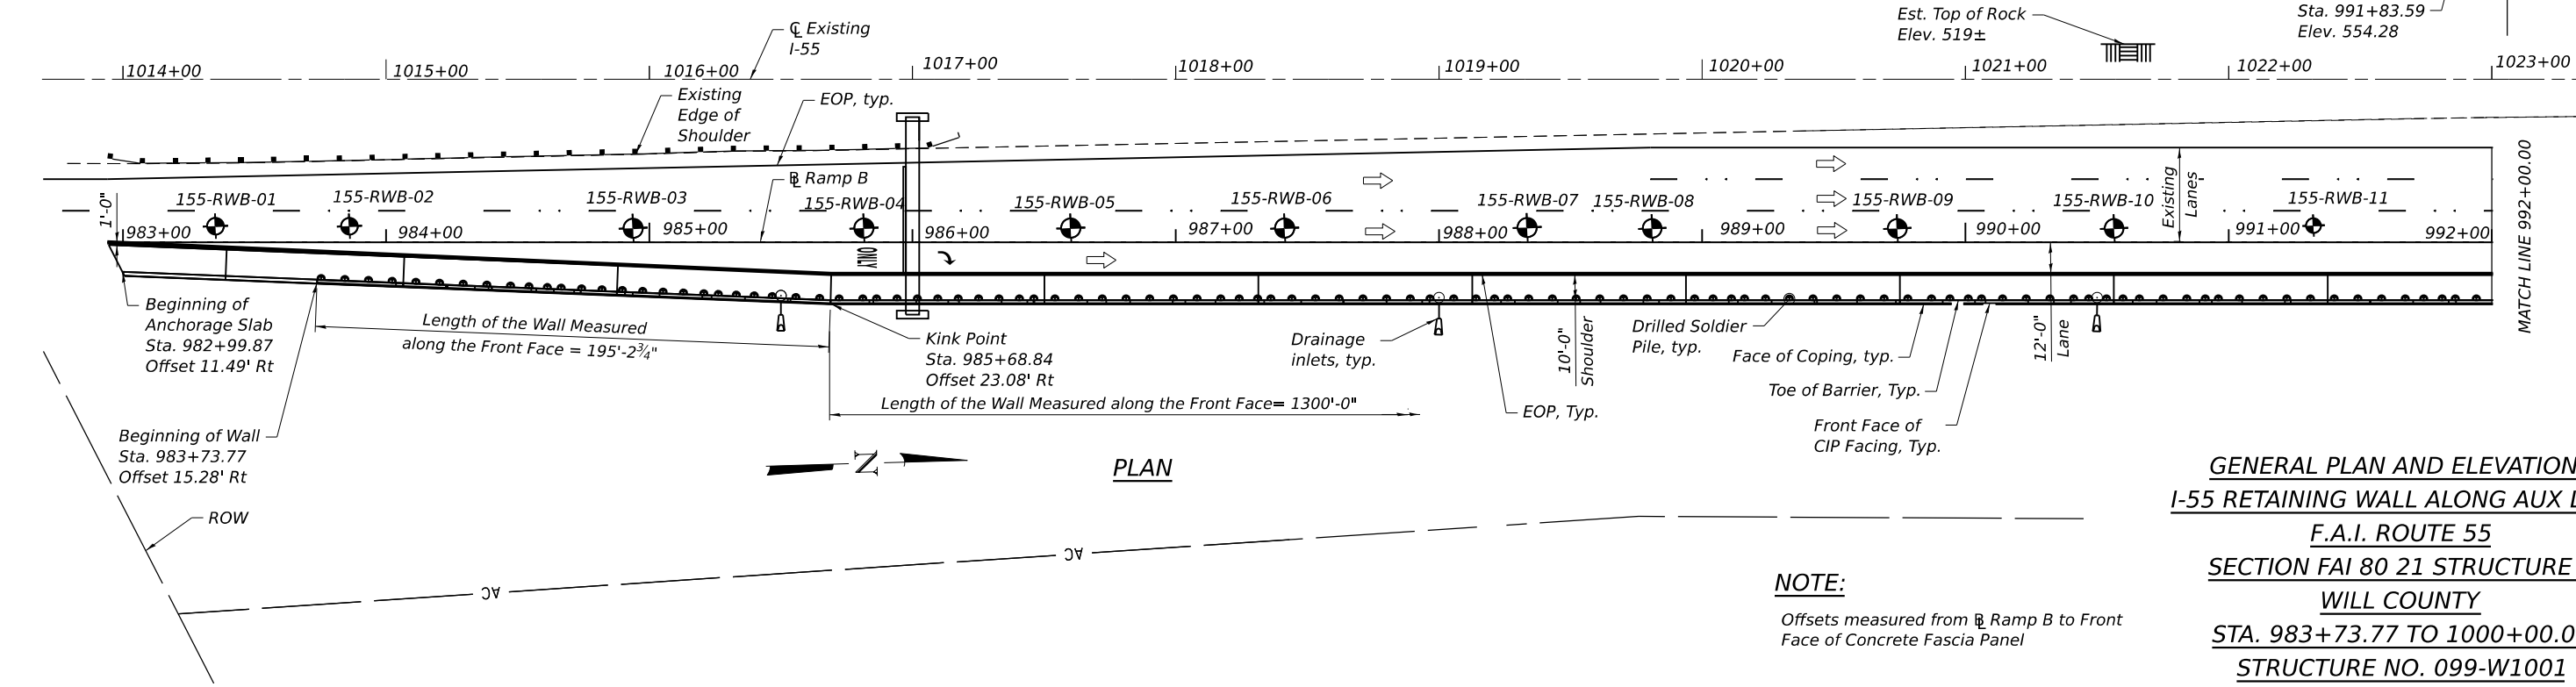 Est. Top of Rock
Elev. 519±
Sta. 991+83.59
Elev. 554.28
℄ Existing
I-55
1014+00 1015+00 1016+00 1017+00 1018+00 1019+00 1020+00 1021+00 1022+00 1023+00
Existing
Edge of
Shoulder
EOP, typ.
Ⓑ Ramp B
155-RWB-01 155-RWB-02 155-RWB-03 155-RWB-04 155-RWB-05 155-RWB-06 155-RWB-07 155-RWB-08 155-RWB-09 155-RWB-10 155-RWB-11
1'-0"
983+00 984+00 985+00 986+00 987+00 988+00 989+00 990+00 991+00 992+00
Existing
Lanes
MATCH LINE 992+00.00
ONLY
Beginning of
Anchorage Slab
Sta. 982+99.87
Offset 11.49' Rt
Length of the Wall Measured
along the Front Face = 195'-2¾"
Kink Point
Sta. 985+68.84
Offset 23.08' Rt
Drainage
inlets, typ.
10'-0"
Shoulder
Drilled Soldier
Pile, typ.
Face of Coping, typ.
12'-0"
Lane
Toe of Barrier, Typ.
Length of the Wall Measured along the Front Face= 1300'-0"
EOP, Typ.
Front Face of
CIP Facing, Typ.
Beginning of Wall
Sta. 983+73.77
Offset 15.28' Rt
N
PLAN
ROW
AC
AC
NOTE:
Offsets measured from Ⓑ Ramp B to Front
Face of Concrete Fascia Panel
GENERAL PLAN AND ELEVATION
I-55 RETAINING WALL ALONG AUX
F.A.I. ROUTE 55
SECTION FAI 80 21 STRUCTURE
WILL COUNTY
STA. 983+73.77 TO 1000+00.0
STRUCTURE NO. 099-W1001